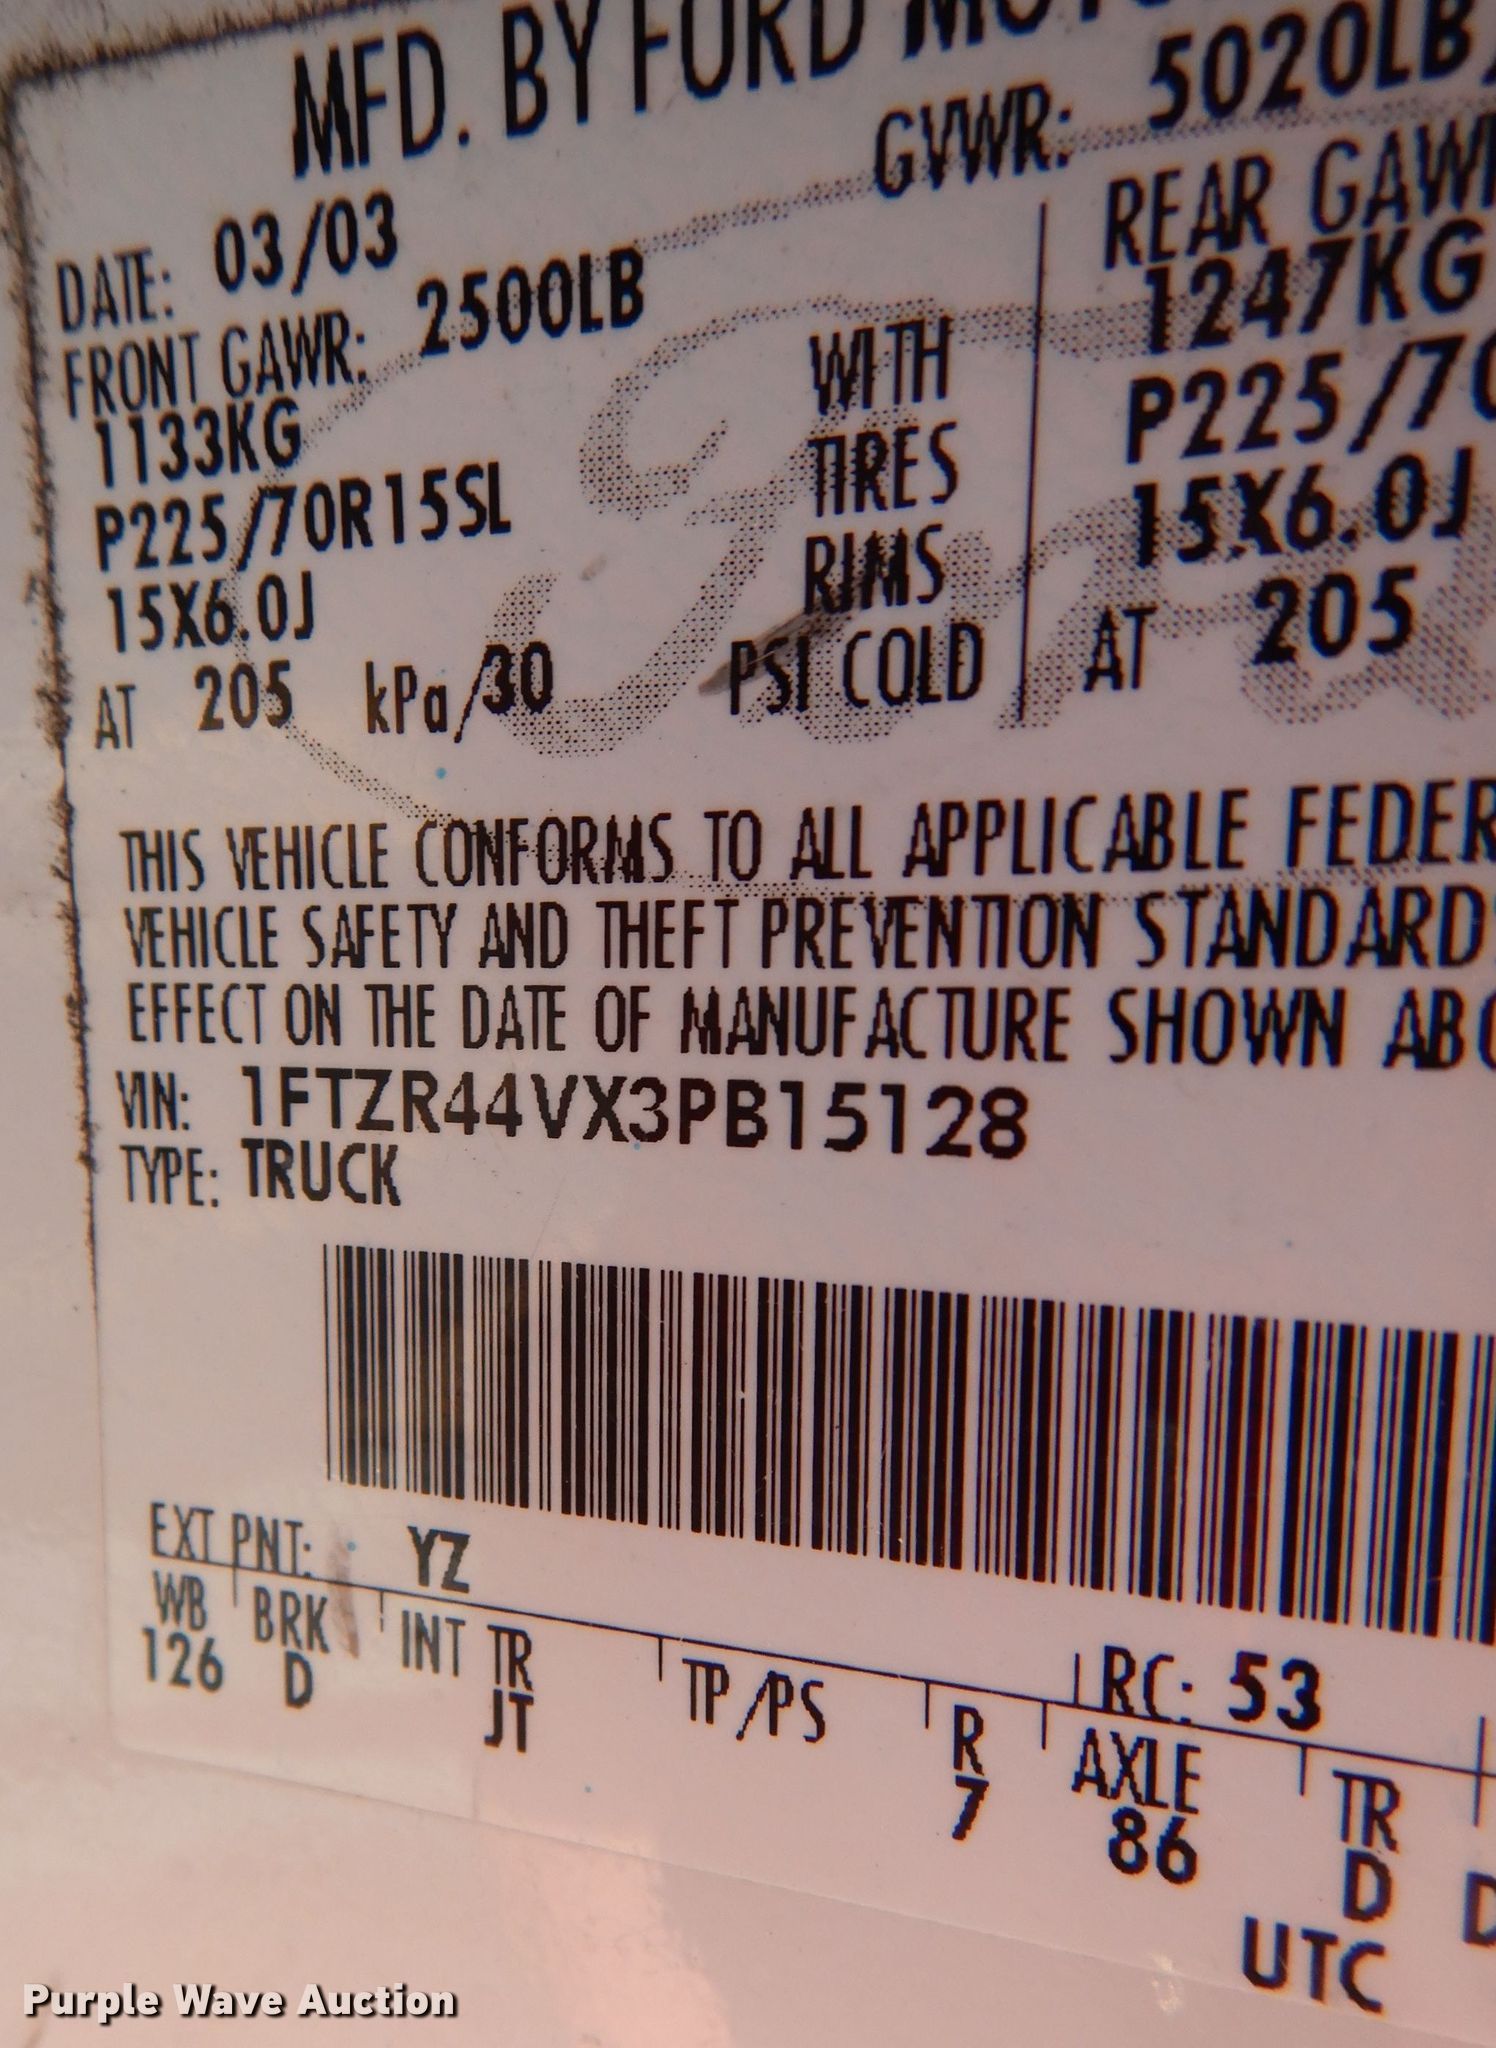 MFD. BY FORD
GVWR: 5020LB
DATE: 03/03
FRONT GAWR: 2500LB
1133KG
P225/70R15SL
15X6.0J
AT 205 kPa/30
WITH
TIRES
RIMS
PSI COLD
REAR GAWR
1247KG
P225/70
15X6.0J
AT 205
THIS VEHICLE CONFORMS TO ALL APPLICABLE FEDER
VEHICLE SAFETY AND THEFT PREVENTION STANDARDS
EFFECT ON THE DATE OF MANUFACTURE SHOWN ABO
VIN: 1FTZR44VX3PB15128
TYPE: TRUCK
EXT PNT: YZ
RC: 53
WB BRK INT TR TP/PS R AXLE TR
126 D JT 7 86 D
UTC
Purple Wave Auction